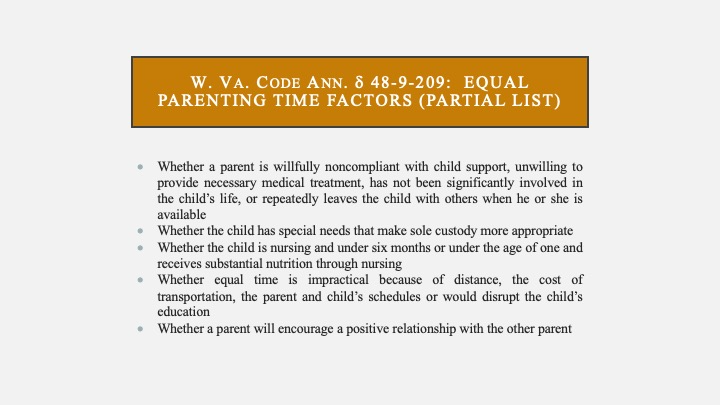 W. VA. CODE ANN. δ 48-9-209: EQUAL
PARENTING TIME FACTORS (PARTIAL LIST)
• Whether a parent is willfully noncompliant with child support, unwilling to
provide necessary medical treatment, has not been significantly involved in
the child’s life, or repeatedly leaves the child with others when he or she is
available
• Whether the child has special needs that make sole custody more appropriate
• Whether the child is nursing and under six months or under the age of one and
receives substantial nutrition through nursing
• Whether equal time is impractical because of distance, the cost of
transportation, the parent and child’s schedules or would disrupt the child’s
education
• Whether a parent will encourage a positive relationship with the other parent